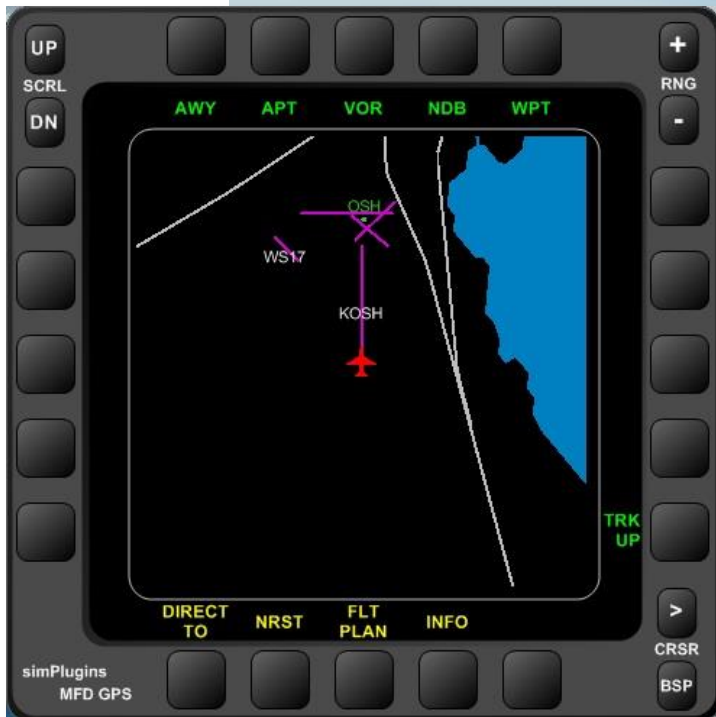 UP
SCRL
DN
+
RNG
-
AWY APT VOR NDB WPT
OSH
WS17
KOSH
TRK
UP
DIRECT
TO
NRST
FLT
PLAN
INFO
>
CRSR
BSP
simPlugins
MFD GPS